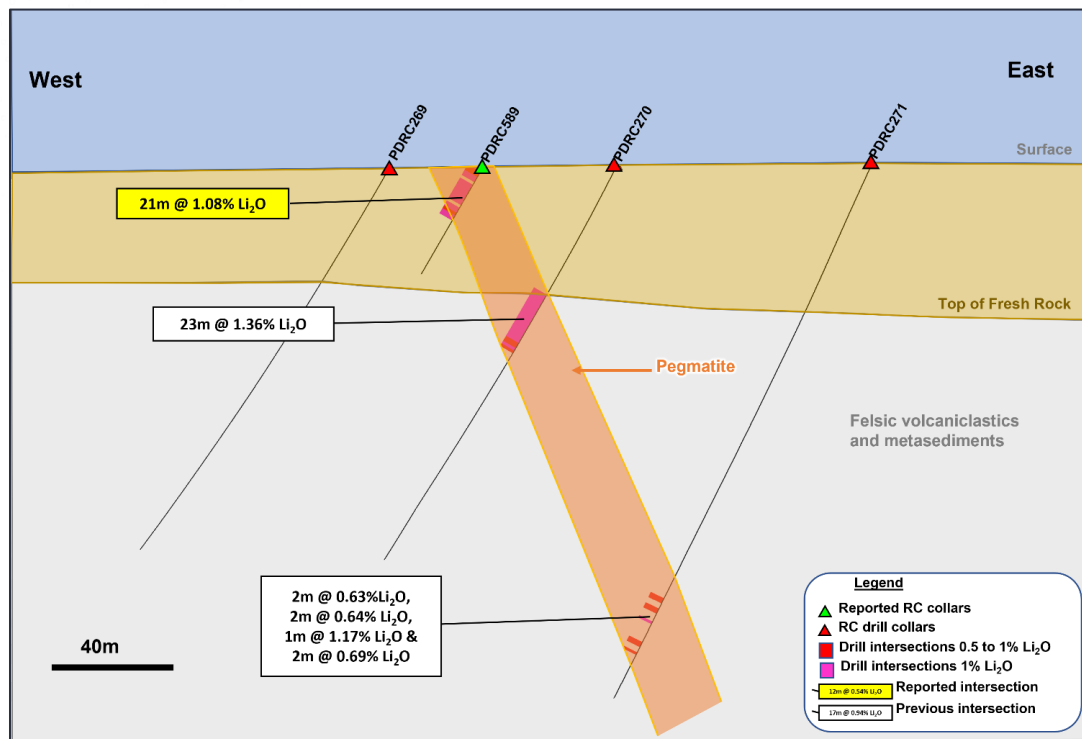 West
East
PDRC269
PDRC589
PDRC270
PDRC271
Surface
21m @ 1.08% Li₂O
Top of Fresh Rock
23m @ 1.36% Li₂O
Pegmatite
Felsic volcaniclastics
and metasediments
2m @ 0.63%Li₂O,
2m @ 0.64% Li₂O,
1m @ 1.17% Li₂O &
2m @ 0.69% Li₂O
40m
Legend
Reported RC collars
RC drill collars
Drill intersections 0.5 to 1% Li₂O
Drill intersections 1% Li₂O
12m @ 0.54% Li₂O Reported intersection
17m @ 0.94% Li₂O Previous intersection